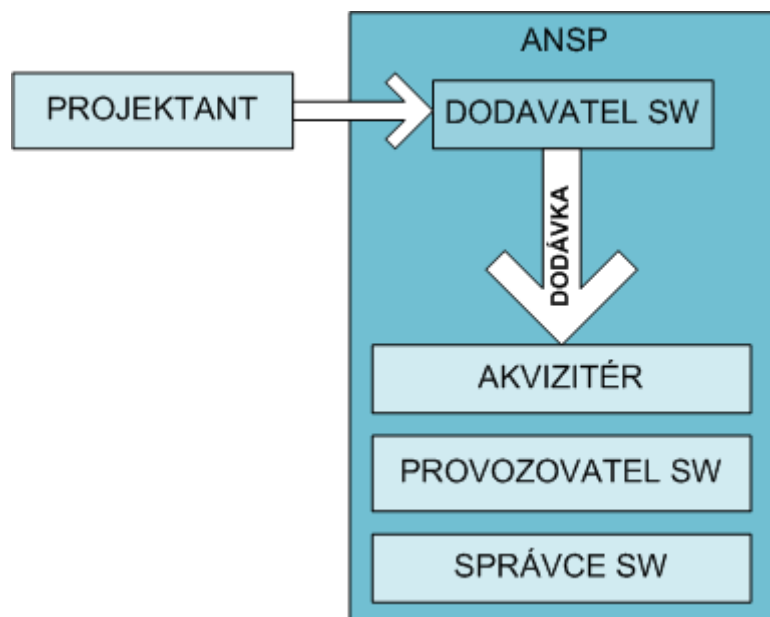 ANSP
PROJEKTANT
DODAVATEL SW
DODÁVKA
AKVIZITÉR
PROVOZOVATEL SW
SPRÁVCE SW